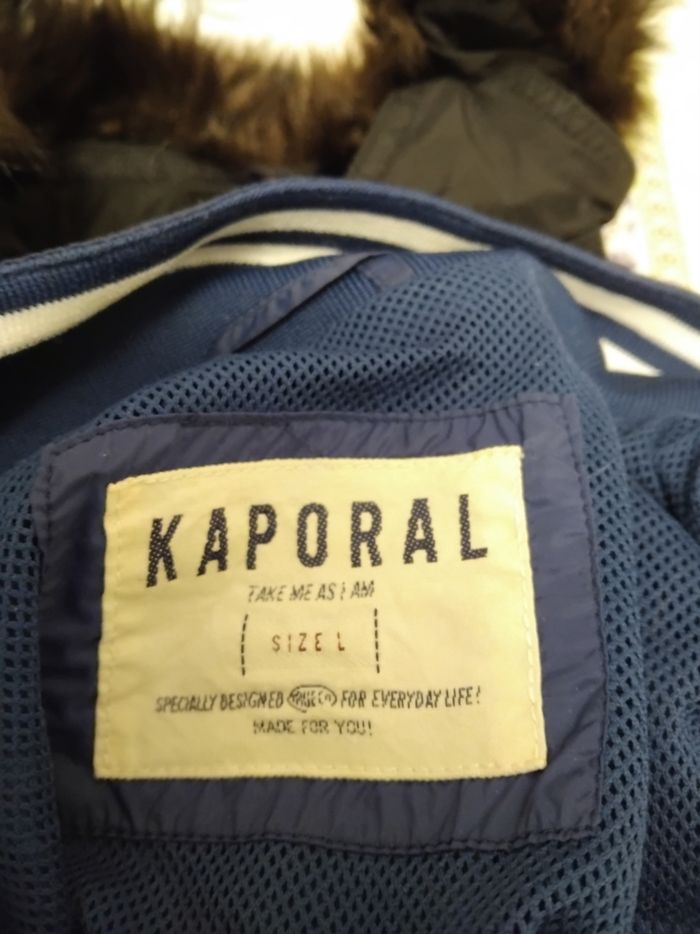 KAPORAL
TAKE ME AS I AM
SIZE L
SPECIALLY DESIGNED FOR EVERYDAY LIFE!
MADE FOR YOU!